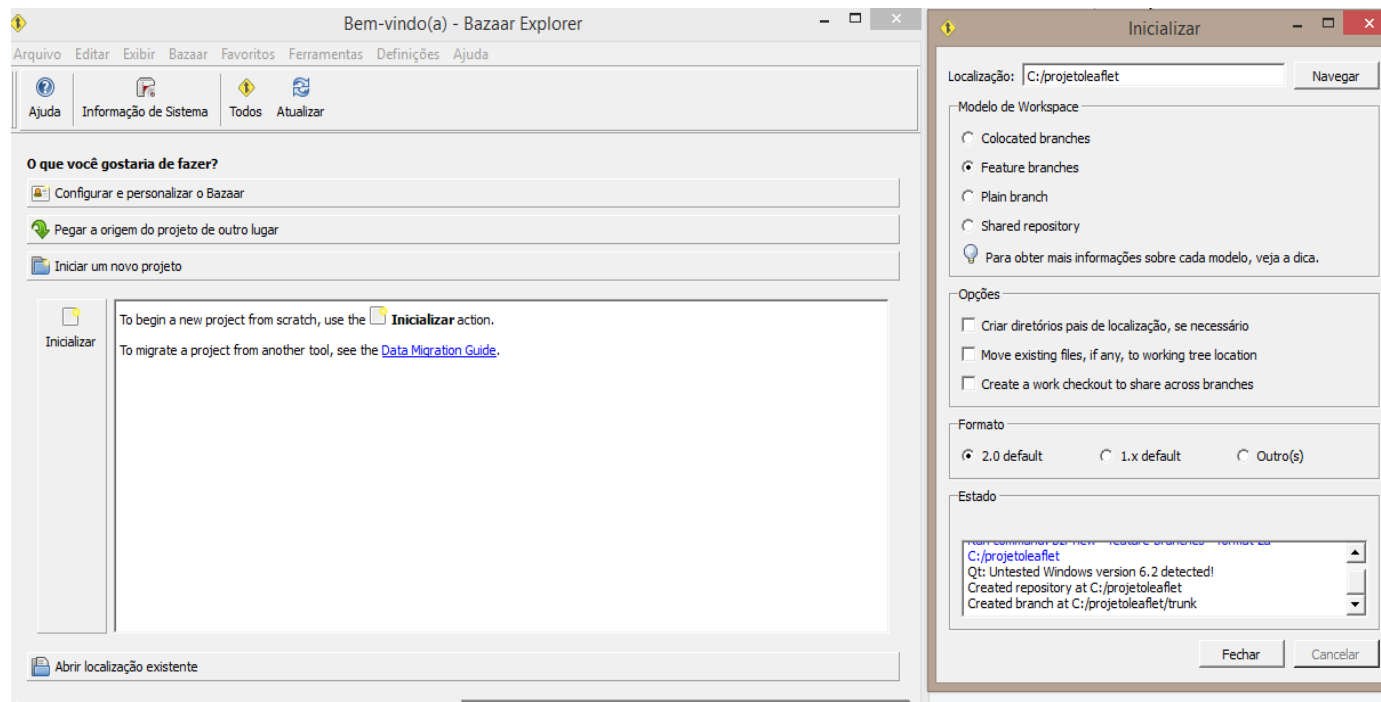 Bem-vindo(a) - Bazaar Explorer
Arquivo Editar Exibir Bazaar Favoritos Ferramentas Definições Ajuda
Ajuda Informação de Sistema Todos Atualizar
O que você gostaria de fazer?
Configurar e personalizar o Bazaar
Pegar a origem do projeto de outro lugar
Iniciar um novo projeto
Inicializar
To begin a new project from scratch, use the Inicializar action.
To migrate a project from another tool, see the Data Migration Guide.
Abrir localização existente
Inicializar
Localização: C:/projetoleaflet Navegar
Modelo de Workspace
Colocated branches
Feature branches
Plain branch
Shared repository
Para obter mais informações sobre cada modelo, veja a dica.
Opções
Criar diretórios pais de localização, se necessário
Move existing files, if any, to working tree location
Create a work checkout to share across branches
Formato
2.0 default 1.x default Outro(s)
Estado
C:/projetoleaflet
Qt: Untested Windows version 6.2 detected!
Created repository at C:/projetoleaflet
Created branch at C:/projetoleaflet/trunk
Fechar Cancelar